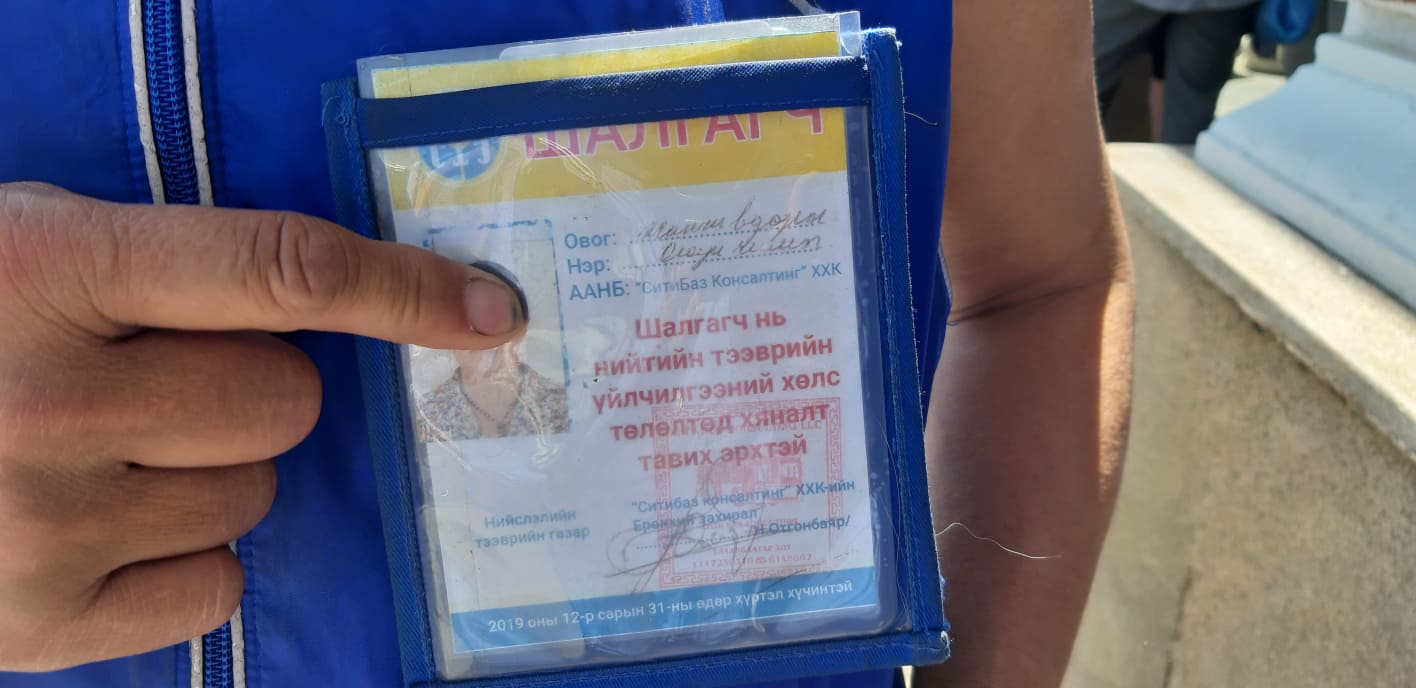 ШАЛГАГЧ
Овог:
Нэр:
ААНБ: "СитиБаз Консалтинг" ХХК
Шалгагч нь
нийтийн тээврийн
үйлчилгээний хөлс
төлөлтөд хяналт
тавих эрхтэй
Нийслэлийн
тээврийн газар
"Ситибаз консалтинг" ХХК-ийн
Ерөнхий захирал
/Н.Отгонбаяр/
2019 оны 12-р сарын 31-ны өдөр хүртэл хүчинтэй